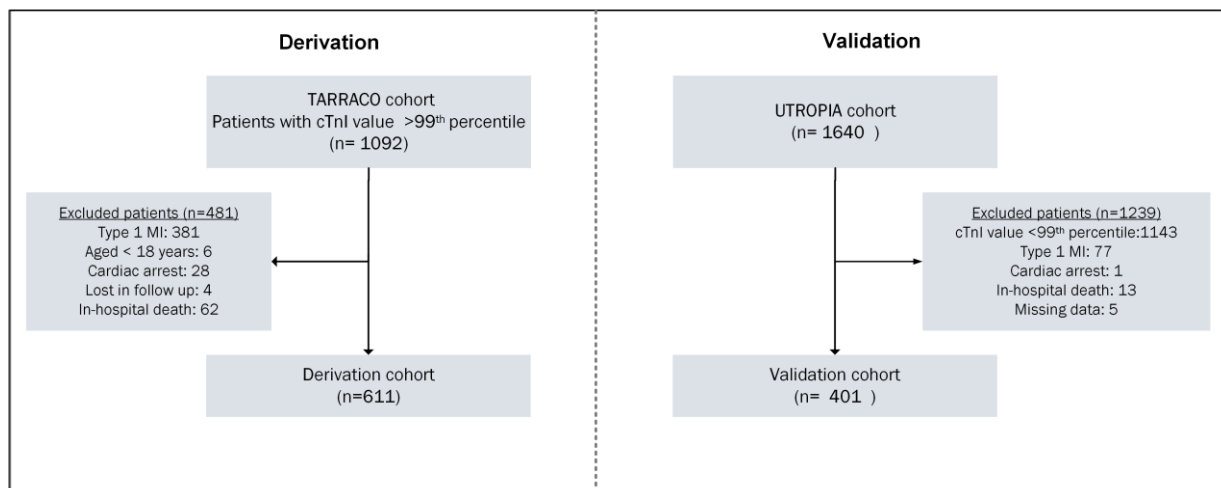 Derivation
TARRACO cohort
Patients with cTnI value >99th percentile
(n= 1092)
Excluded patients (n=481)
Type 1 MI: 381
Aged < 18 years: 6
Cardiac arrest: 28
Lost in follow up: 4
In-hospital death: 62
Derivation cohort
(n=611)
Validation
UTROPIA cohort
(n= 1640 )
Excluded patients (n=1239)
cTnI value <99th percentile:1143
Type 1 MI: 77
Cardiac arrest: 1
In-hospital death: 13
Missing data: 5
Validation cohort
(n= 401 )